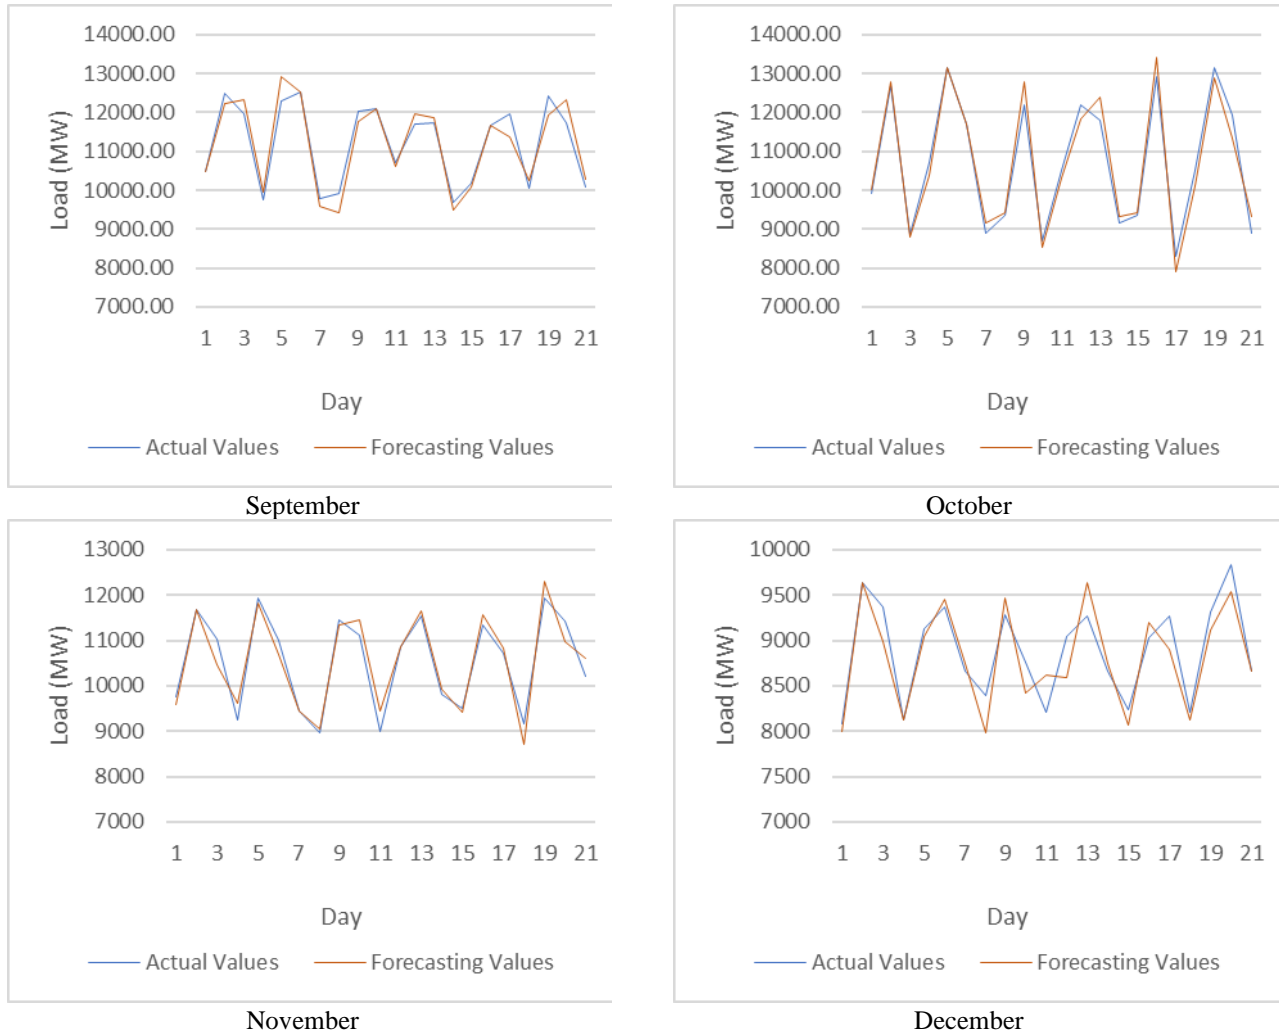 14000.00
13000.00
12000.00
11000.00
10000.00
9000.00
8000.00
7000.00
Load (MW)
1 3 5 7 9 11 13 15 17 19 21
Day
Actual Values Forecasting Values
September
14000.00
13000.00
12000.00
11000.00
10000.00
9000.00
8000.00
7000.00
Load (MW)
1 3 5 7 9 11 13 15 17 19 21
Day
Actual Values Forecasting Values
October
13000
12000
11000
10000
9000
8000
7000
Load (MW)
1 3 5 7 9 11 13 15 17 19 21
Day
Actual Values Forecasting Values
November
10000
9500
9000
8500
8000
7500
7000
Load (MW)
1 3 5 7 9 11 13 15 17 19 21
Day
Actual Values Forecasting Values
December